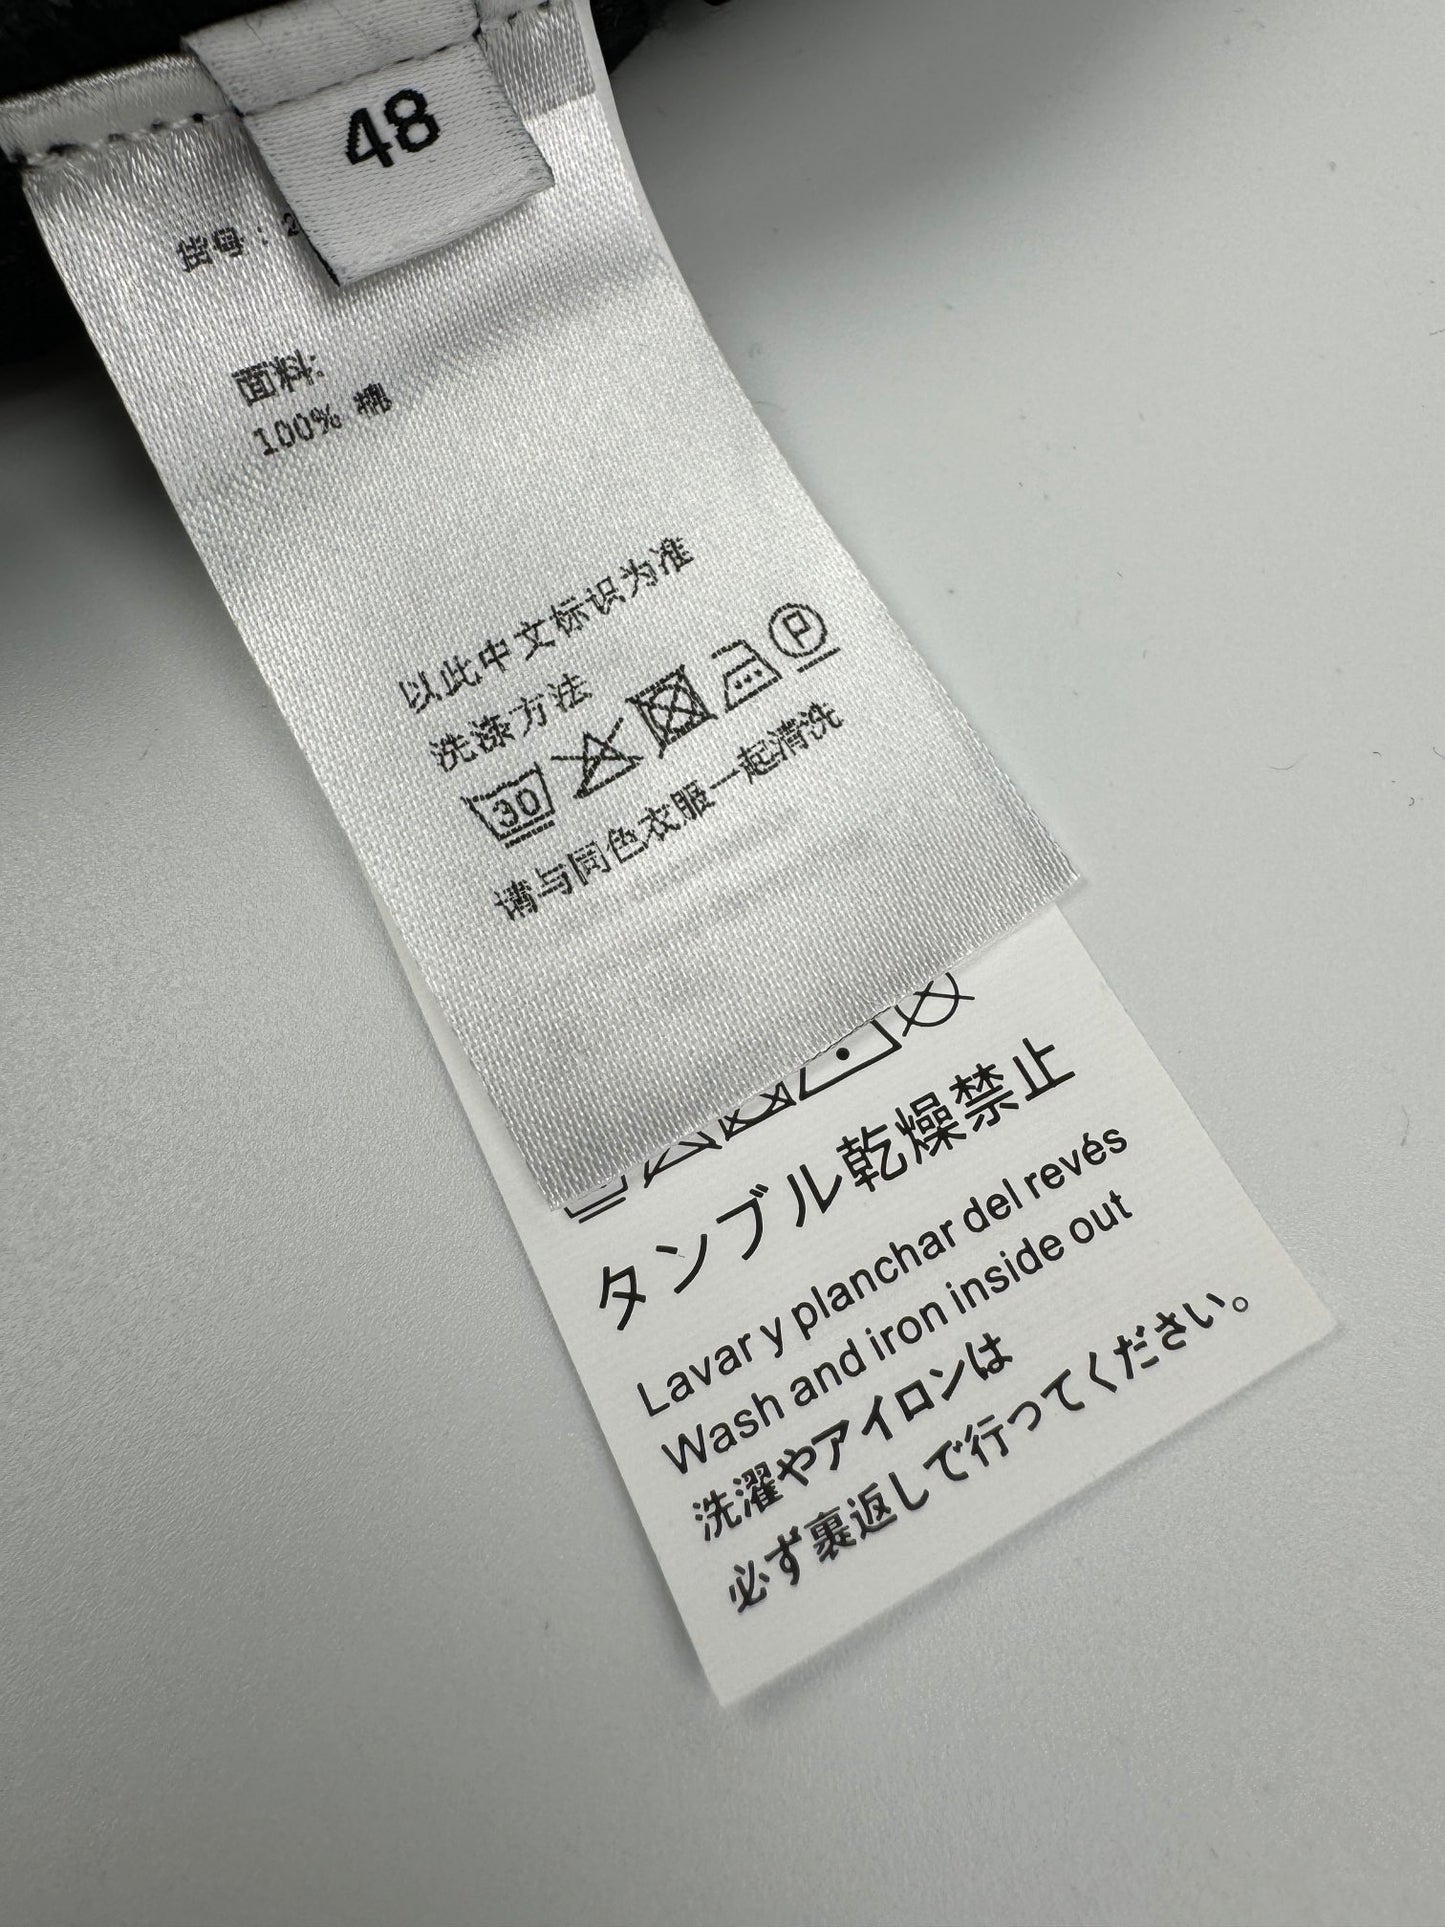 48
货号：2
面料：
100% 棉
以此中文标识为准
洗涤方法
30 P
请与同色衣服一起清洗
タンブル乾燥禁止
Lavar y planchar del revés
Wash and iron inside out
洗濯やアイロンは
必ず裏返しで行ってください。